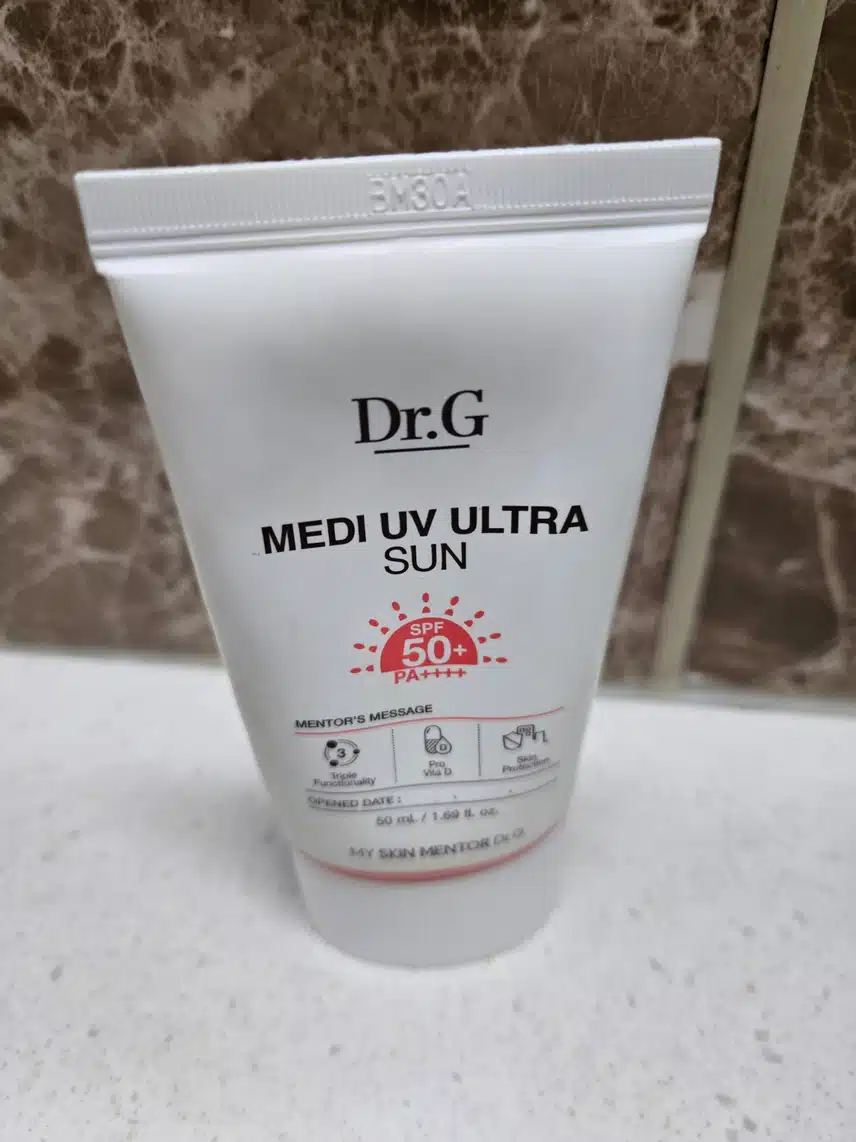 BM30A
Dr.G
MEDI UV ULTRA
SUN
SPF
50+
PA++++
MENTOR'S MESSAGE
3
Triple
Functionality
D
Pro
Vita D
Skin
Protection
OPENED DATE :
50 mL / 1.69 fl. oz.
MY SKIN MENTOR Dr.G.